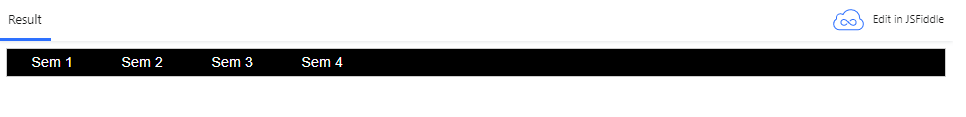 Result
Edit in JSFiddle
Sem 1 Sem 2 Sem 3 Sem 4